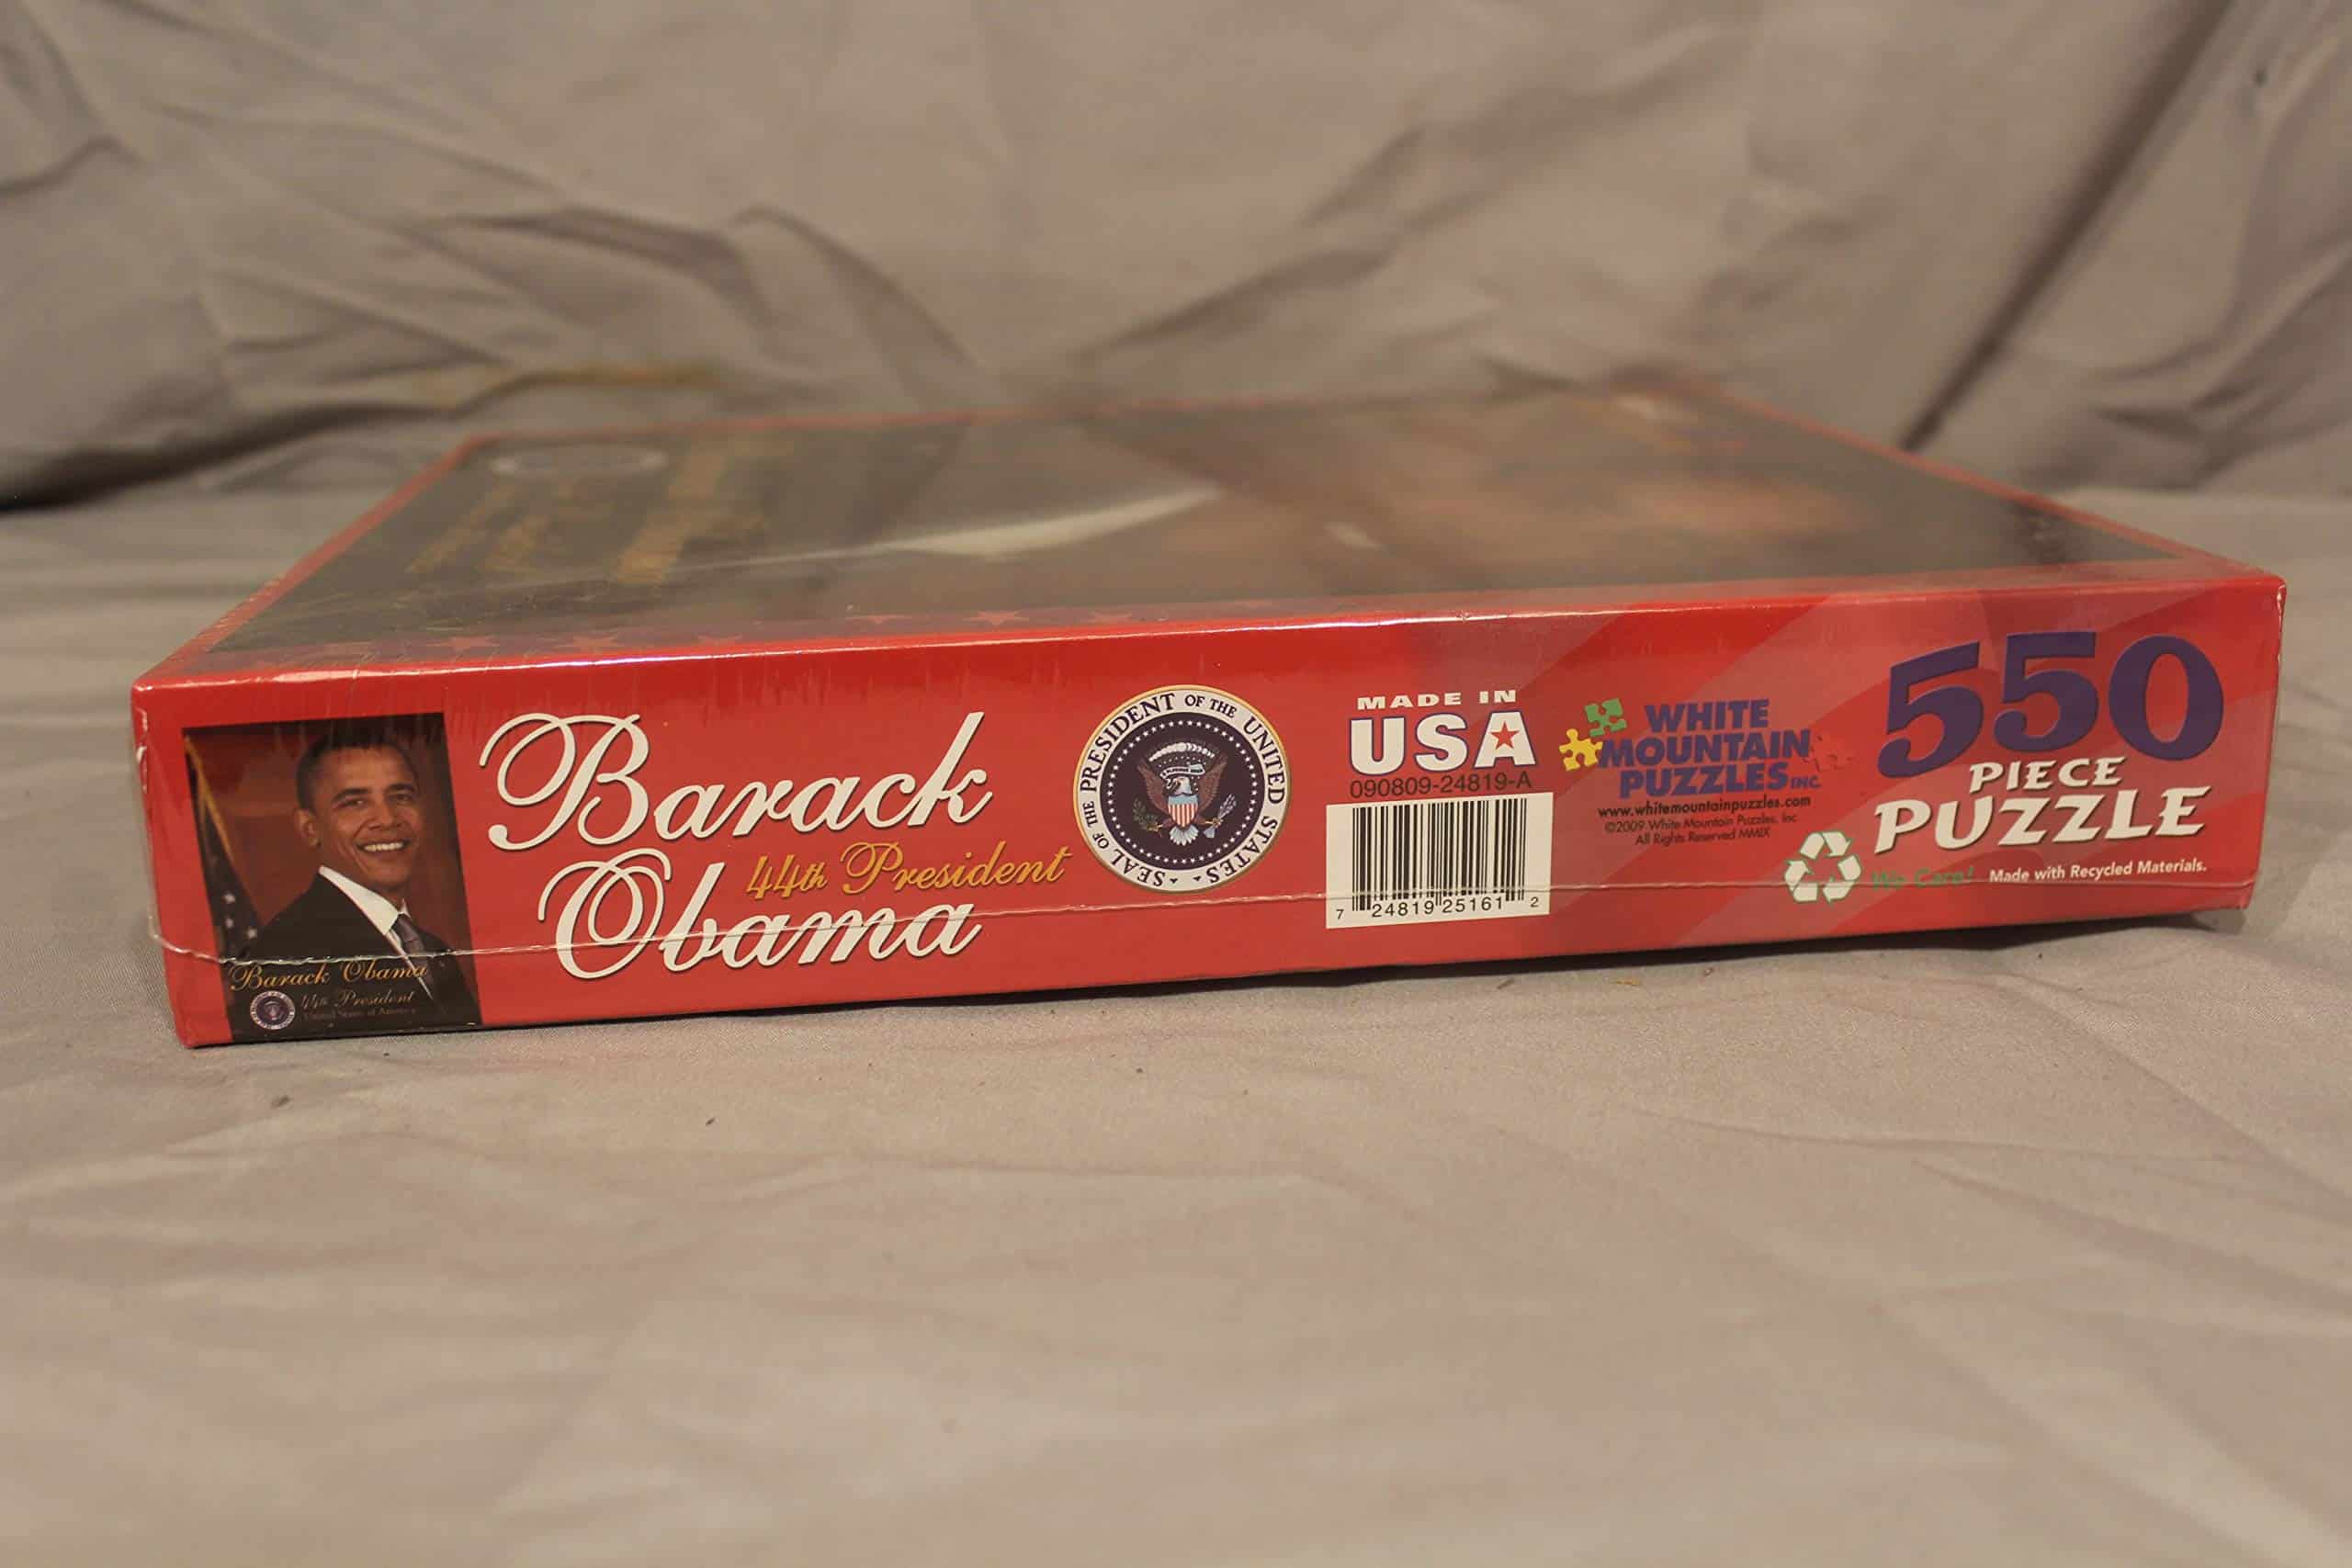 Barack
Obama
44th President
Barack Obama
44th President
United States of America
SEAL OF THE PRESIDENT OF THE UNITED STATES
MADE IN
USA
090809-24819-A
7 24819 25161 2
WHITE
MOUNTAIN
PUZZLES INC.
www.whitemountainpuzzles.com
©2009 White Mountain Puzzles, Inc
All Rights Reserved MMIX
550
PIECE
PUZZLE
We Care! Made with Recycled Materials.